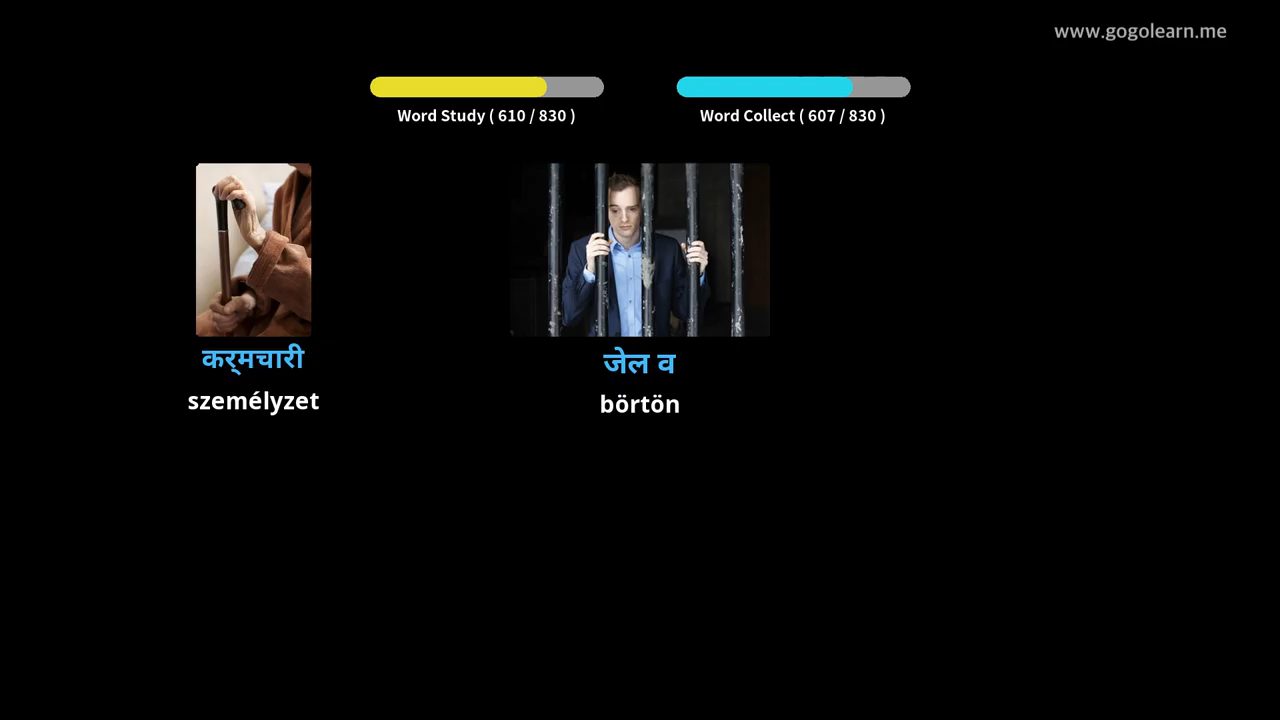 www.gogolearn.me
Word Study ( 610 / 830 )
Word Collect ( 607 / 830 )
कर्मचारी
személyzet
जेल व
börtön